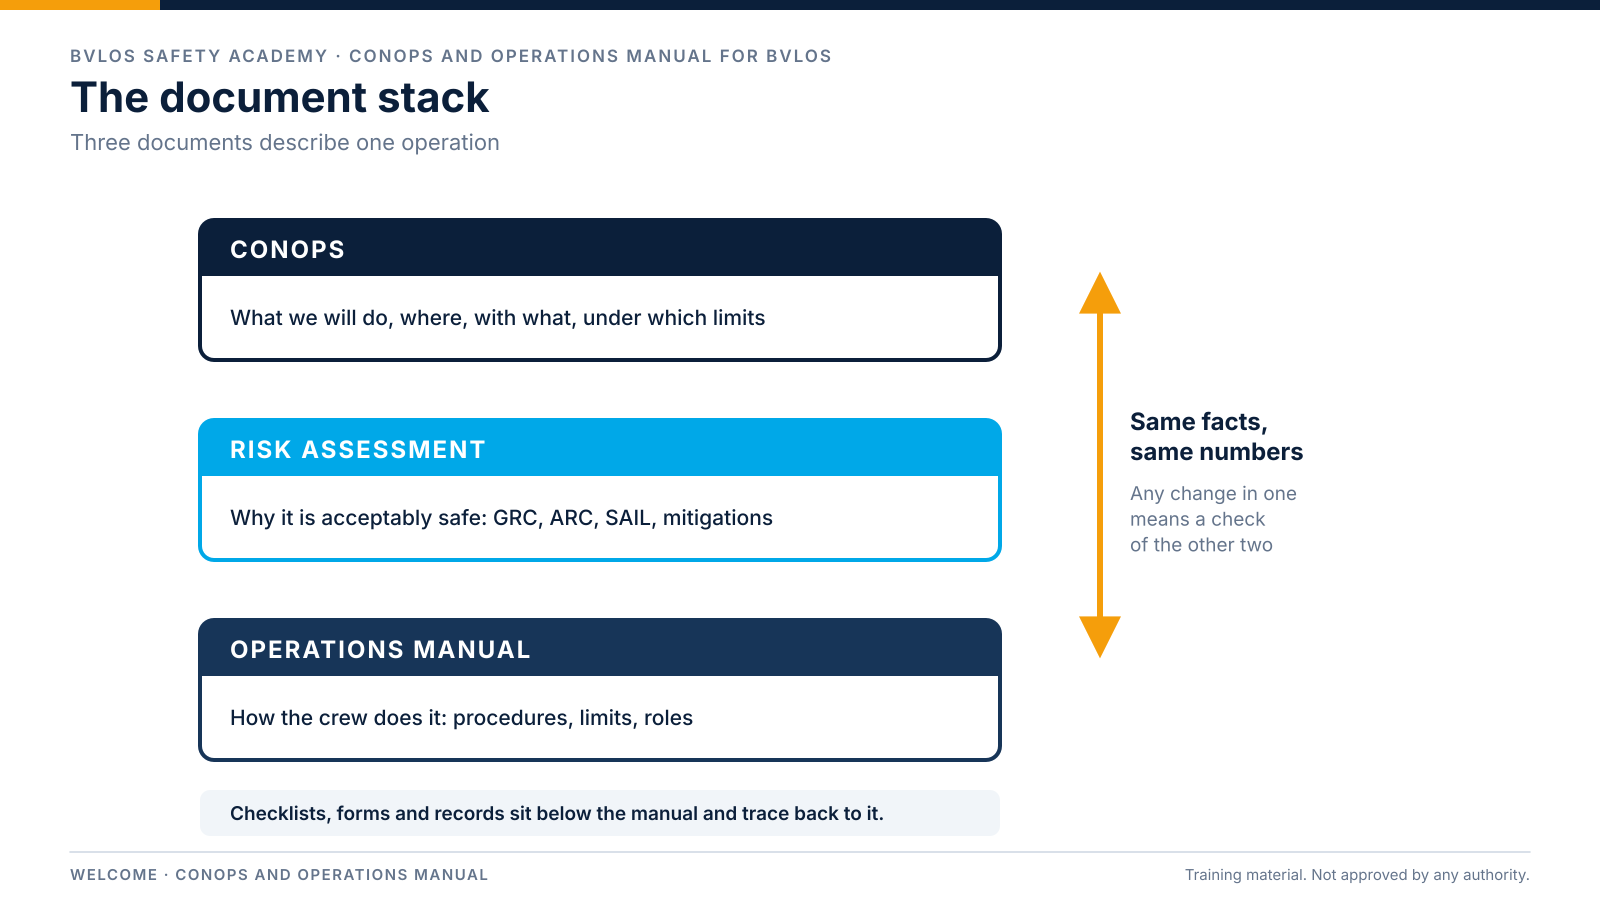 BVLOS SAFETY ACADEMY · CONOPS AND OPERATIONS MANUAL FOR BVLOS
The document stack
Three documents describe one operation
CONOPS
What we will do, where, with what, under which limits
RISK ASSESSMENT
Why it is acceptably safe: GRC, ARC, SAIL, mitigations
OPERATIONS MANUAL
How the crew does it: procedures, limits, roles
Same facts,
same numbers
Any change in one
means a check
of the other two
Checklists, forms and records sit below the manual and trace back to it.
WELCOME · CONOPS AND OPERATIONS MANUAL
Training material. Not approved by any authority.